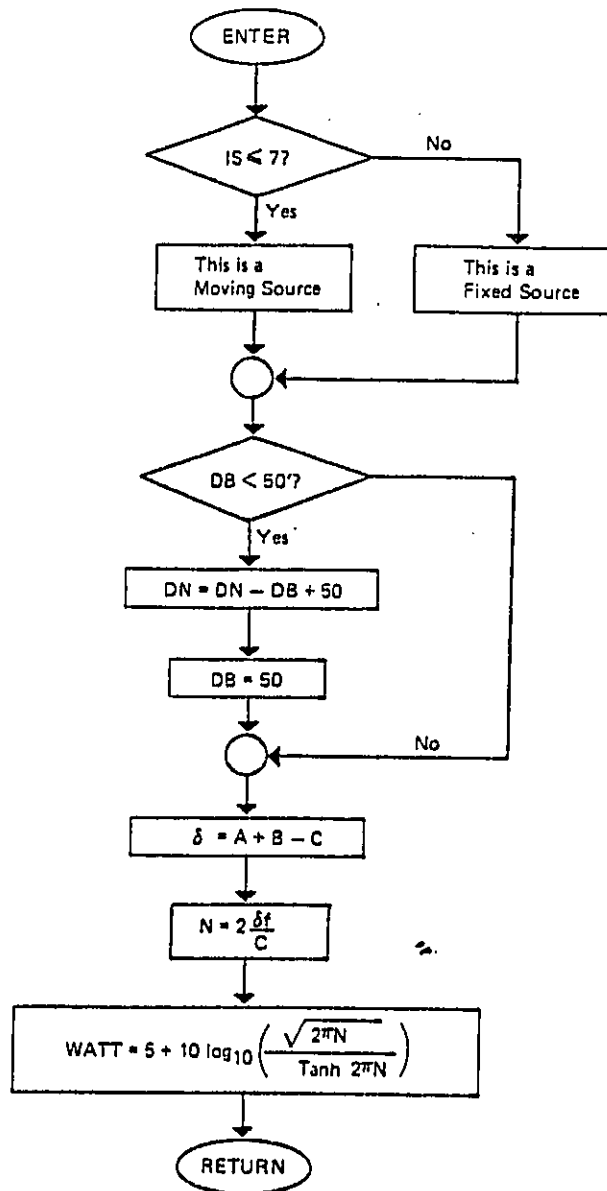 ENTER
IS ≤ 7?
No
Yes
This is a
Moving Source
This is a
Fixed Source
DB < 50'?
Yes
DN = DN − DB + 50
DB = 50
No
δ = A + B − C
N = 2 δf/C
WATT = 5 + 10 log10 (√2πN / Tanh 2πN)
RETURN